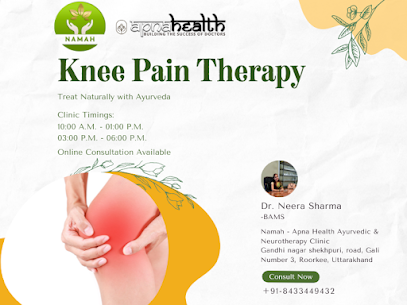 NAMAH
apnahealth
BUILDING THE SUCCESS OF DOCTORS
Knee Pain Therapy
Treat Naturally with Ayurveda
Clinic Timings:
10:00 A.M. - 01:00 P.M.
03:00 P.M. - 06:00 P.M.
Online Consultation Available
Dr. Neera Sharma
-BAMS
Namah - Apna Health Ayurvedic &
Neurotherapy Clinic
Gandhi nagar shekhpuri, road, Gali
Number 3, Roorkee, Uttarakhand
Consult Now
+91-8433449432